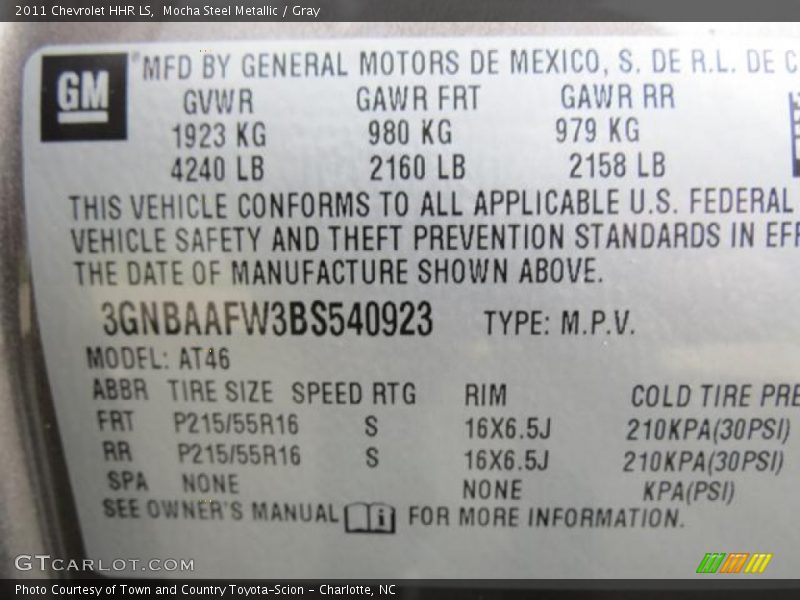 2011 Chevrolet HHR LS,  Mocha Steel Metallic / Gray
GM
MFD BY GENERAL MOTORS DE MEXICO, S. DE R.L. DE C
GVWR GAWR FRT GAWR RR
1923 KG 980 KG 979 KG
4240 LB 2160 LB 2158 LB
THIS VEHICLE CONFORMS TO ALL APPLICABLE U.S. FEDERAL
VEHICLE SAFETY AND THEFT PREVENTION STANDARDS IN EFF
THE DATE OF MANUFACTURE SHOWN ABOVE.
3GNBAAFW3BS540923 TYPE: M.P.V.
MODEL: AT46
ABBR TIRE SIZE SPEED RTG RIM COLD TIRE PRE
FRT P215/55R16 S 16X6.5J 210KPA(30PSI)
RR P215/55R16 S 16X6.5J 210KPA(30PSI)
SPA NONE NONE KPA(PSI)
SEE OWNER'S MANUAL i FOR MORE INFORMATION.
GTCARLOT.COM
Photo Courtesy of Town and Country Toyota-Scion - Charlotte, NC